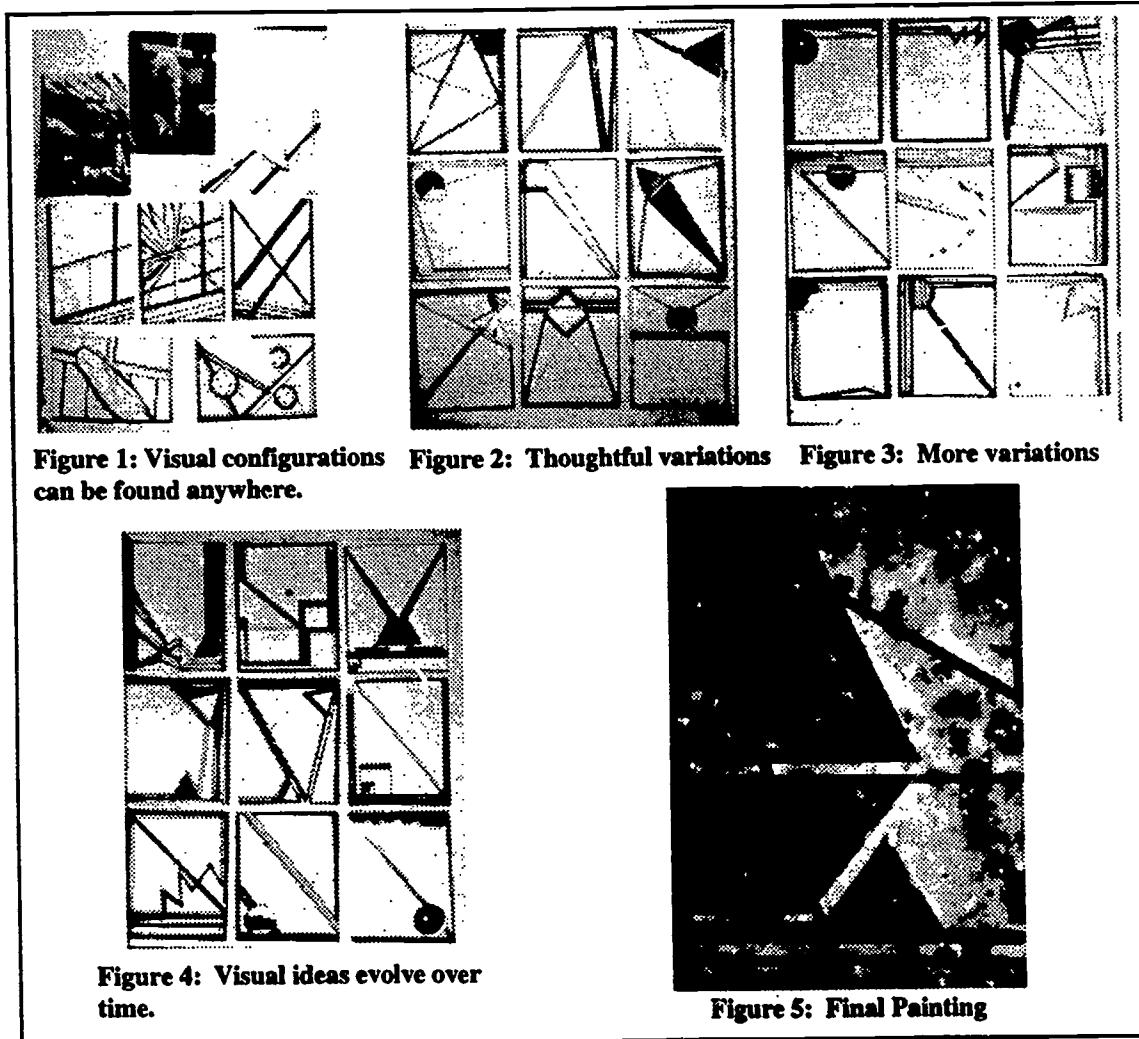 Figure 1: Visual configurations
can be found anywhere.
Figure 2: Thoughtful variations
Figure 3: More variations
Figure 4: Visual ideas evolve over
time.
Figure 5: Final Painting